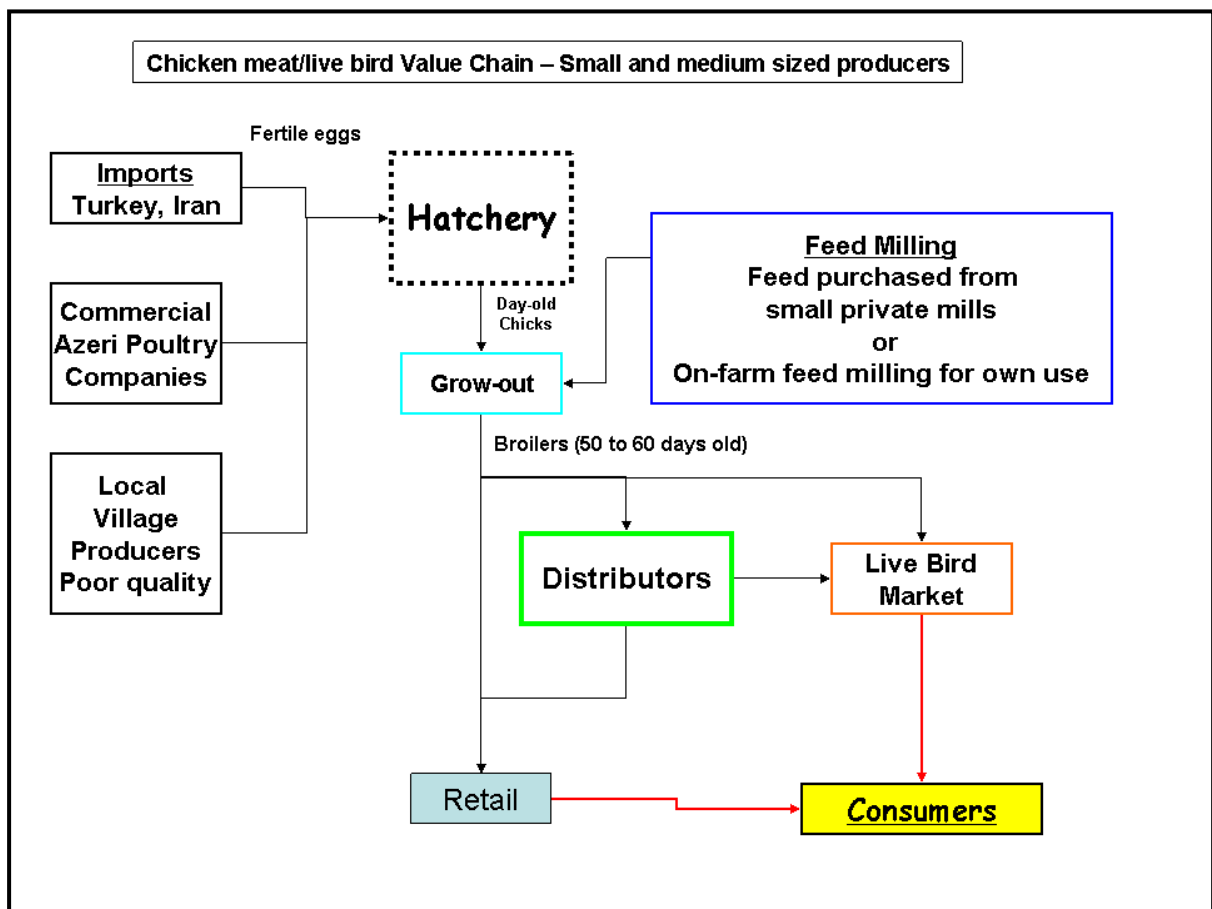 Chicken meat/live bird Value Chain – Small and medium sized producers
Fertile eggs
Imports
Turkey, Iran
Hatchery
Feed Milling
Feed purchased from
small private mills
or
On-farm feed milling for own use
Commercial
Azeri Poultry
Companies
Day-old
Chicks
Grow-out
Broilers (50 to 60 days old)
Local
Village
Producers
Poor quality
Distributors
Live Bird
Market
Retail
Consumers